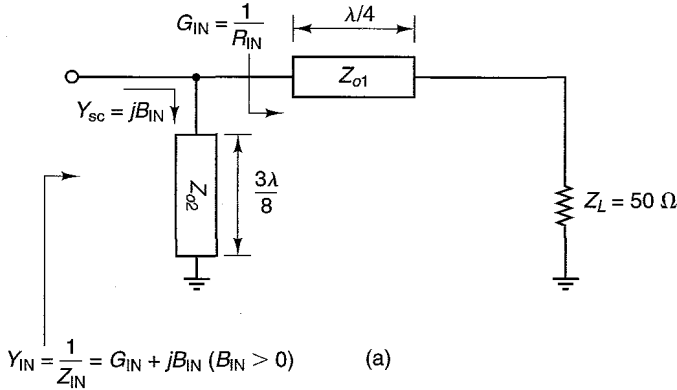 G_IN = 1/R_IN
λ/4
Z_o1
Y_sc = jB_IN
Z_o2
3λ/8
Z_L = 50 Ω
Y_IN = 1/Z_IN = G_IN + jB_IN (B_IN > 0)
(a)